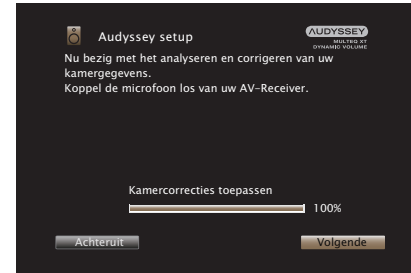 Audyssey setup
AUDYSSEY
MULTEQ XT
DYNAMIC VOLUME
Nu bezig met het analyseren en corrigeren van uw
kamergegevens.
Koppel de microfoon los van uw AV-Receiver.
Kamercorrecties toepassen
100%
Achteruit
Volgende